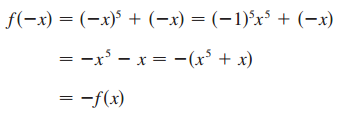 f(−x) = (−x)⁵ + (−x) = (−1)⁵x⁵ + (−x)
= −x⁵ − x = −(x⁵ + x)
= −f(x)